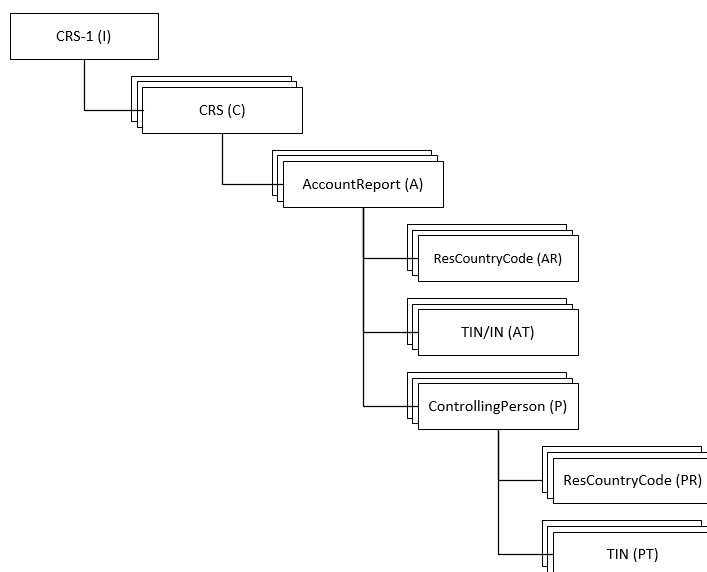 CRS-1 (I)
CRS (C)
AccountReport (A)
ResCountryCode (AR)
TIN/IN (AT)
ControllingPerson (P)
ResCountryCode (PR)
TIN (PT)